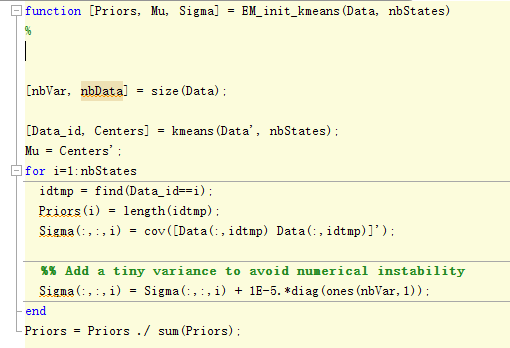 function [Priors, Mu, Sigma] = EM_init_kmeans(Data, nbStates)
%
[nbVar, nbData] = size(Data);
[Data_id, Centers] = kmeans(Data', nbStates);
Mu = Centers';
for i=1:nbStates
idtmp = find(Data_id==i);
Priors(i) = length(idtmp);
Sigma(:,:,i) = cov([Data(:,idtmp) Data(:,idtmp)]');
%% Add a tiny variance to avoid numerical instability
Sigma(:,:,i) = Sigma(:,:,i) + 1E-5.*diag(ones(nbVar,1));
end
Priors = Priors ./ sum(Priors);